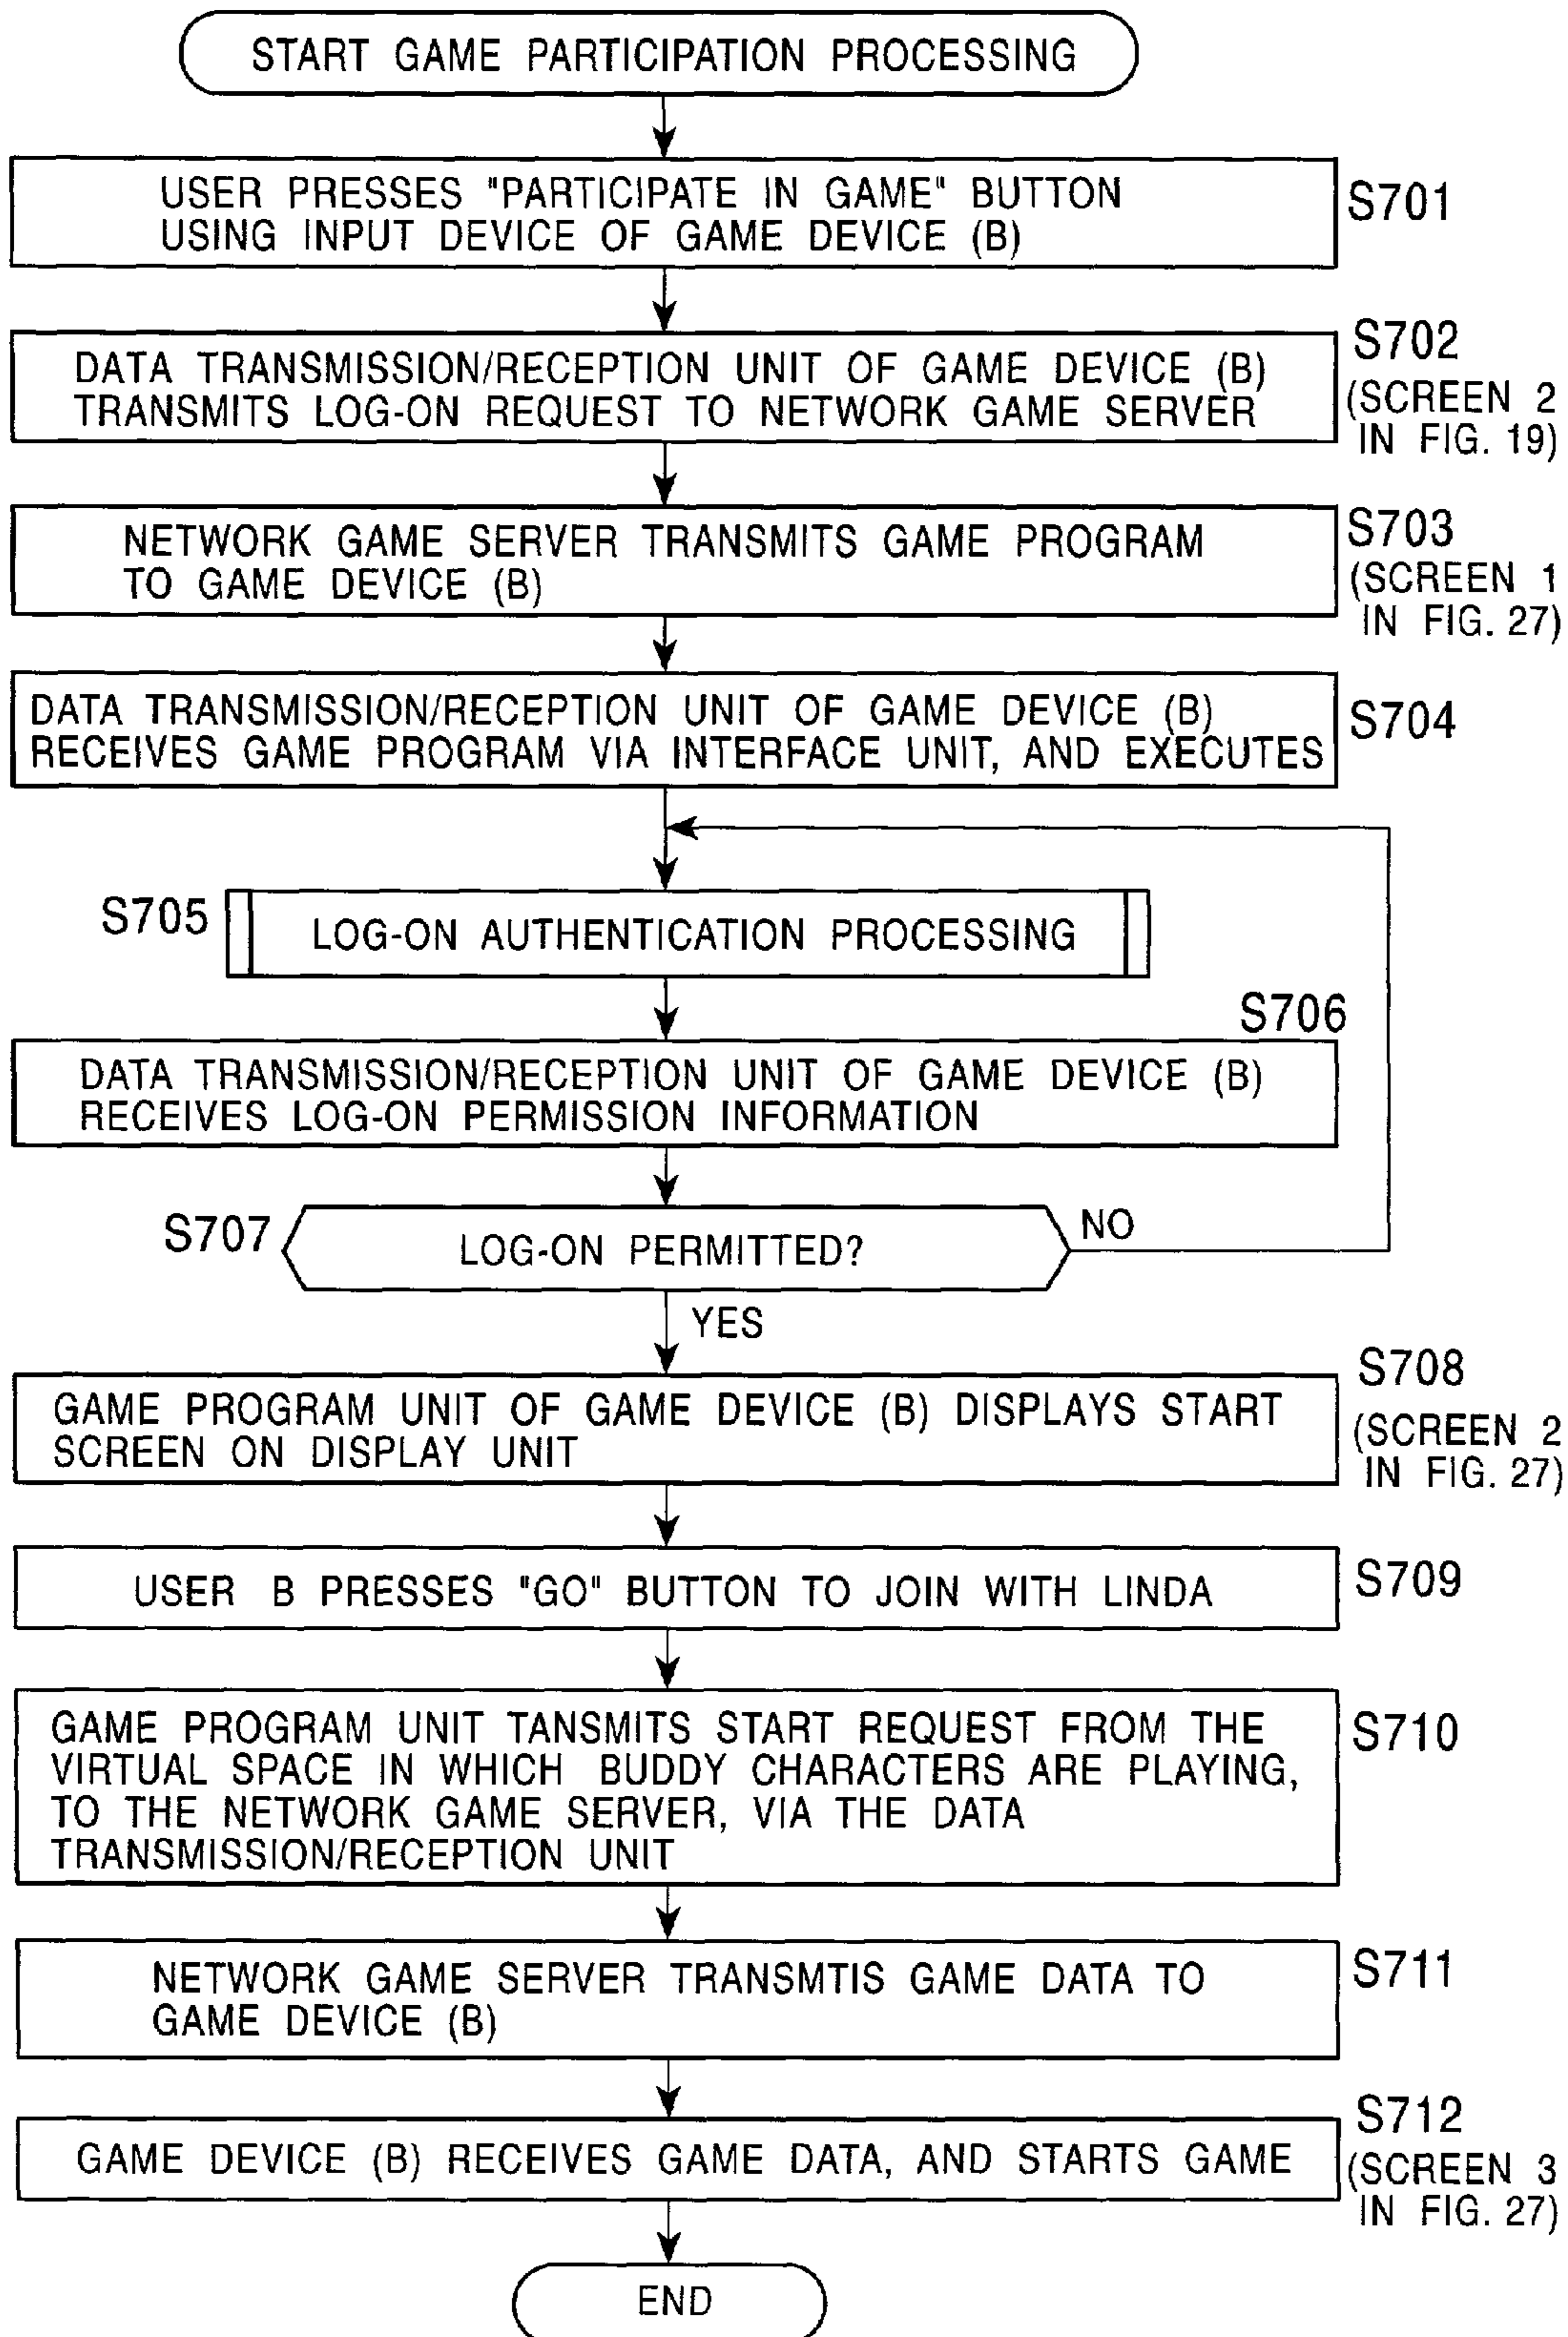 START GAME PARTICIPATION PROCESSING
USER PRESSES "PARTICIPATE IN GAME" BUTTON
USING INPUT DEVICE OF GAME DEVICE (B)
S701
DATA TRANSMISSION/RECEPTION UNIT OF GAME DEVICE (B)
TRANSMITS LOG-ON REQUEST TO NETWORK GAME SERVER
S702
(SCREEN 2
IN FIG. 19)
NETWORK GAME SERVER TRANSMITS GAME PROGRAM
TO GAME DEVICE (B)
S703
(SCREEN 1
IN FIG. 27)
DATA TRANSMISSION/RECEPTION UNIT OF GAME DEVICE (B)
RECEIVES GAME PROGRAM VIA INTERFACE UNIT, AND EXECUTES
S704
S705
LOG-ON AUTHENTICATION PROCESSING
S706
DATA TRANSMISSION/RECEPTION UNIT OF GAME DEVICE (B)
RECEIVES LOG-ON PERMISSION INFORMATION
S707
LOG-ON PERMITTED?
NO
YES
GAME PROGRAM UNIT OF GAME DEVICE (B) DISPLAYS START
SCREEN ON DISPLAY UNIT
S708
(SCREEN 2
IN FIG. 27)
USER B PRESSES "GO" BUTTON TO JOIN WITH LINDA
S709
GAME PROGRAM UNIT TANSMITS START REQUEST FROM THE
VIRTUAL SPACE IN WHICH BUDDY CHARACTERS ARE PLAYING,
TO THE NETWORK GAME SERVER, VIA THE DATA
TRANSMISSION/RECEPTION UNIT
S710
NETWORK GAME SERVER TRANSMTIS GAME DATA TO
GAME DEVICE (B)
S711
GAME DEVICE (B) RECEIVES GAME DATA, AND STARTS GAME
S712
(SCREEN 3
IN FIG. 27)
END